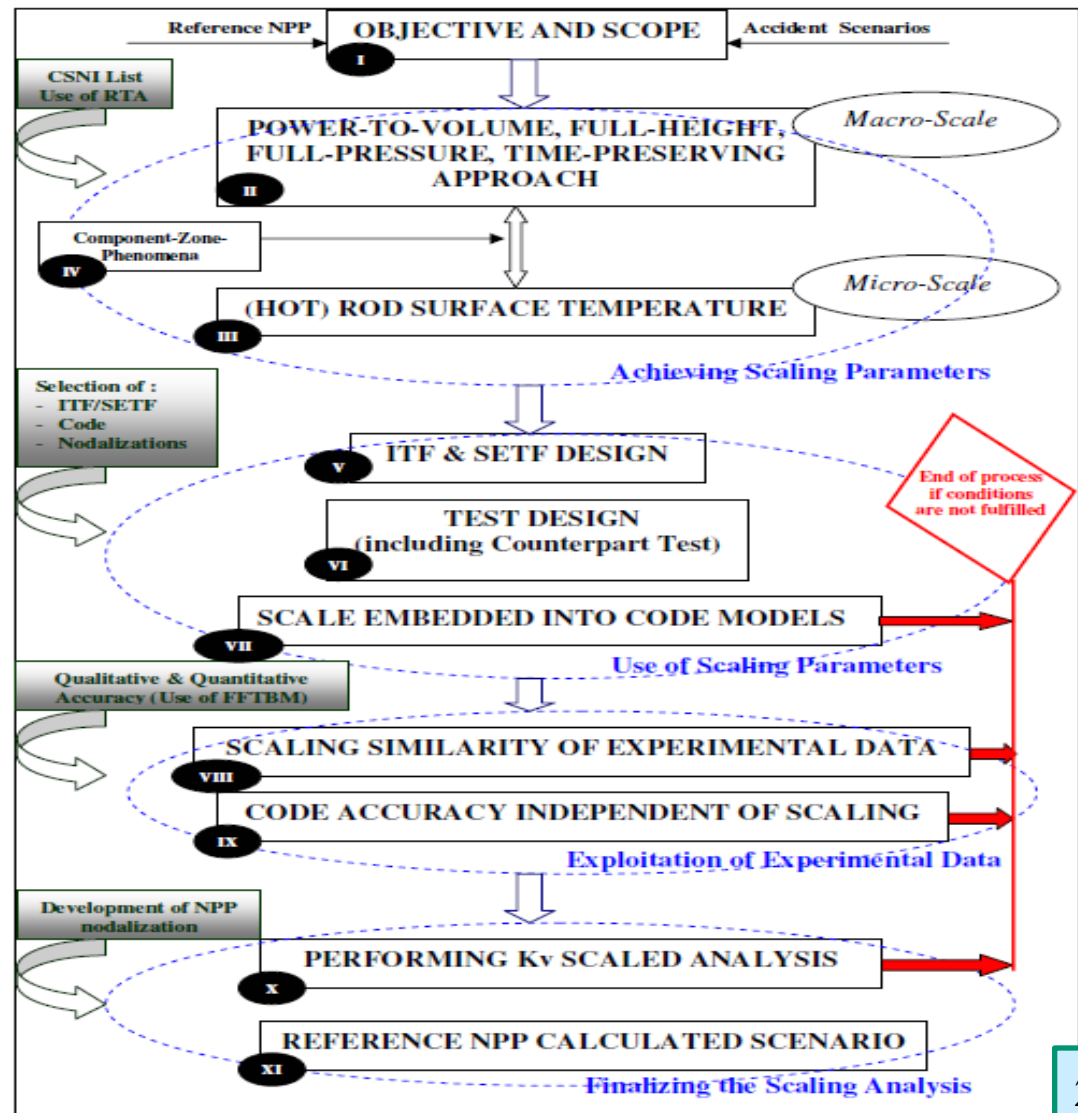 Reference NPP
OBJECTIVE AND SCOPE
Accident Scenarios
I
CSNI List
Use of RTA
POWER-TO-VOLUME, FULL-HEIGHT,
FULL-PRESSURE, TIME-PRESERVING
APPROACH
II
Macro-Scale
Component-Zone-
Phenomena
IV
(HOT) ROD SURFACE TEMPERATURE
III
Micro-Scale
Achieving Scaling Parameters
Selection of :
- ITF/SETF
- Code
- Nodalizations
ITF & SETF DESIGN
V
End of process
if conditions
are not fulfilled
TEST DESIGN
(including Counterpart Test)
VI
SCALE EMBEDDED INTO CODE MODELS
VII
Use of Scaling Parameters
Qualitative & Quantitative
Accuracy (Use of FFTBM)
SCALING SIMILARITY OF EXPERIMENTAL DATA
VIII
CODE ACCURACY INDEPENDENT OF SCALING
IX
Exploitation of Experimental Data
Development of NPP
nodalization
PERFORMING Kv SCALED ANALYSIS
X
REFERENCE NPP CALCULATED SCENARIO
XI
Finalizing the Scaling Analysis